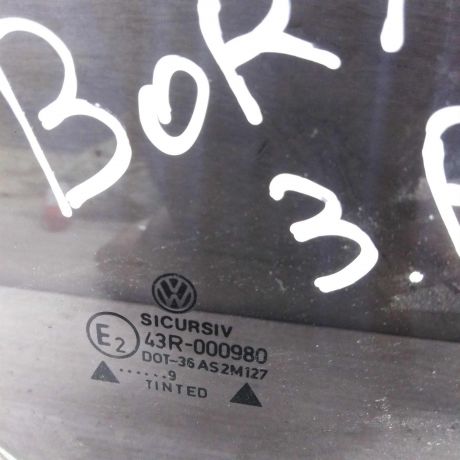 BOR
3.
VW
SICURSIV
E2 43R-000980
DOT-36 AS2M127
......9
TINTED